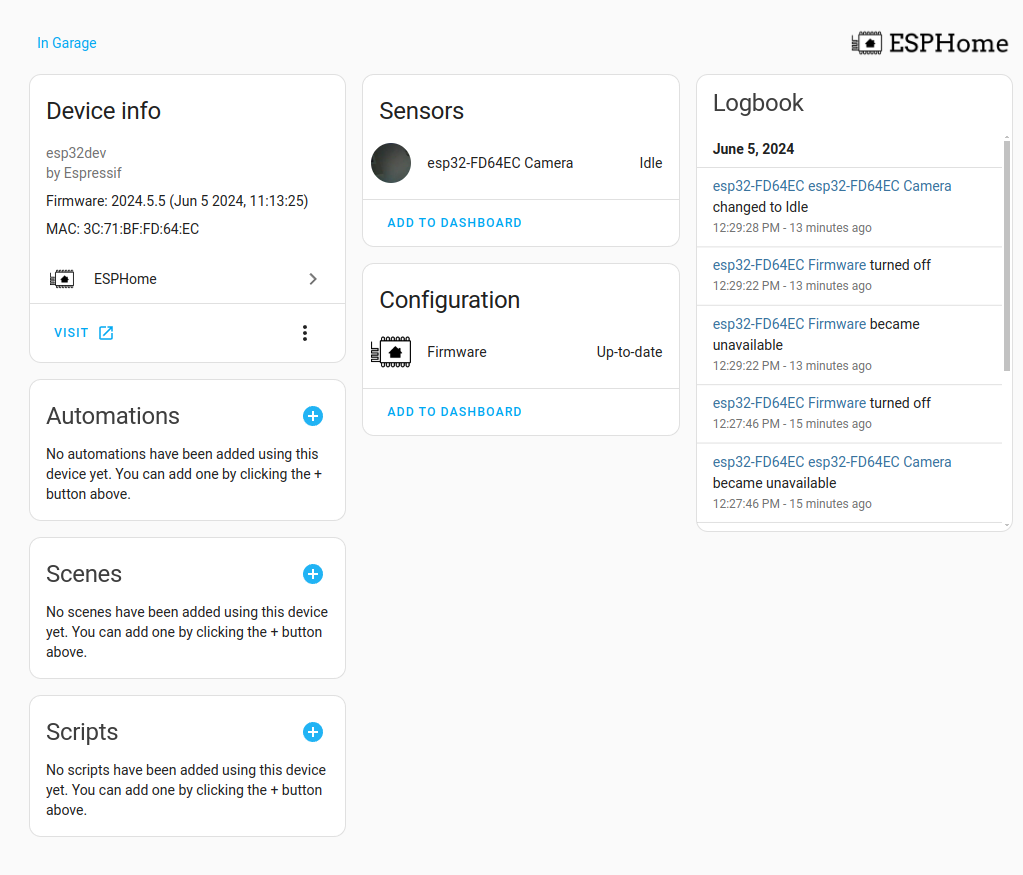 In Garage
ESPHome
Device info
esp32dev
by Espressif
Firmware: 2024.5.5 (Jun 5 2024, 11:13:25)
MAC: 3C:71:BF:FD:64:EC
ESPHome
VISIT
Automations
No automations have been added using this
device yet. You can add one by clicking the +
button above.
Scenes
No scenes have been added using this device
yet. You can add one by clicking the + button
above.
Scripts
No scripts have been added using this device
yet. You can add one by clicking the + button
above.
Sensors
esp32-FD64EC Camera Idle
ADD TO DASHBOARD
Configuration
Firmware Up-to-date
ADD TO DASHBOARD
Logbook
June 5, 2024
esp32-FD64EC esp32-FD64EC Camera
changed to Idle
12:29:28 PM - 13 minutes ago
esp32-FD64EC Firmware turned off
12:29:22 PM - 13 minutes ago
esp32-FD64EC Firmware became
unavailable
12:29:22 PM - 13 minutes ago
esp32-FD64EC Firmware turned off
12:27:46 PM - 15 minutes ago
esp32-FD64EC esp32-FD64EC Camera
became unavailable
12:27:46 PM - 15 minutes ago